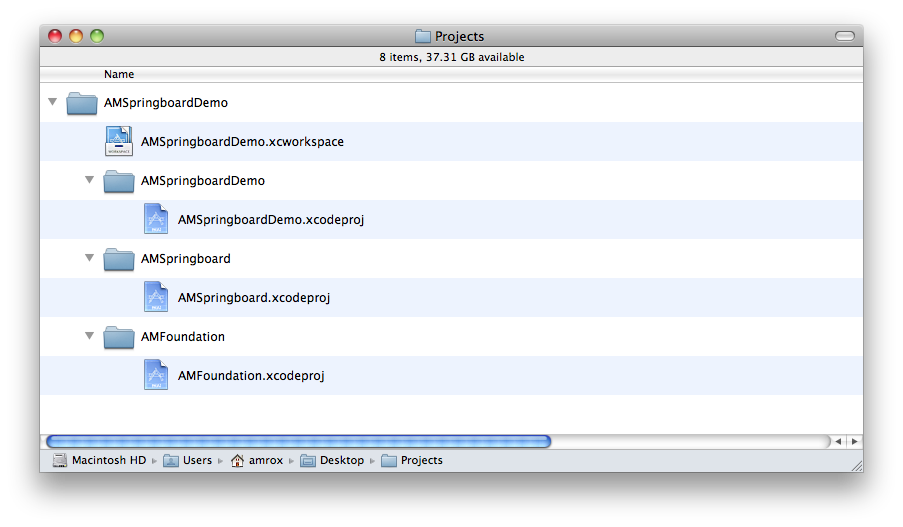 Projects
8 items, 37.31 GB available
Name
AMSpringboardDemo
AMSpringboardDemo.xcworkspace
AMSpringboardDemo
AMSpringboardDemo.xcodeproj
AMSpringboard
AMSpringboard.xcodeproj
AMFoundation
AMFoundation.xcodeproj
Macintosh HD Users amrox Desktop Projects